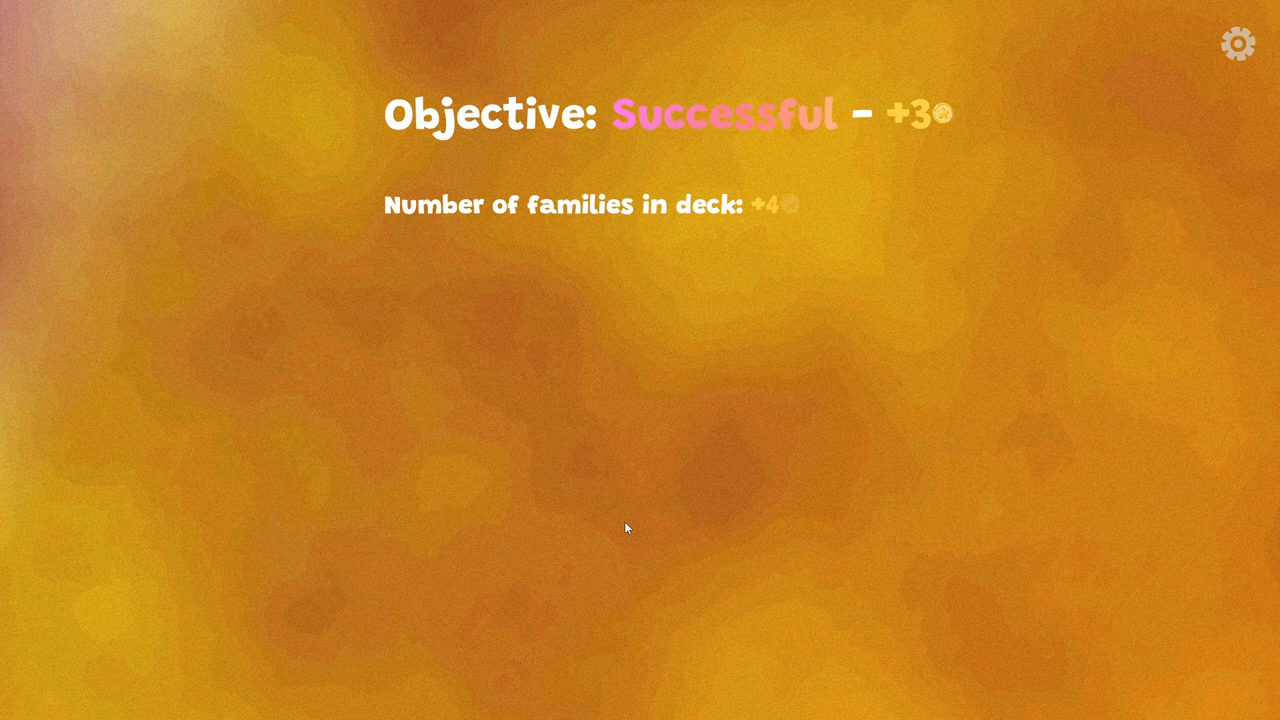 Objective: Successful - +3
Number of families in deck: +4